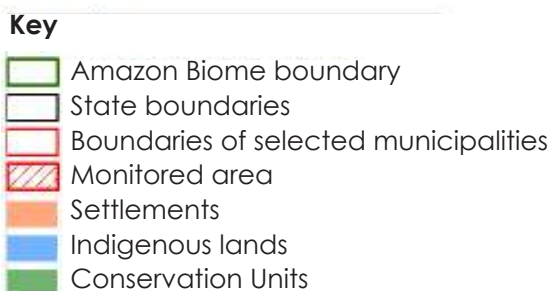 Key
Amazon Biome boundary
State boundaries
Boundaries of selected municipalities
Monitored area
Settlements
Indigenous lands
Conservation Units